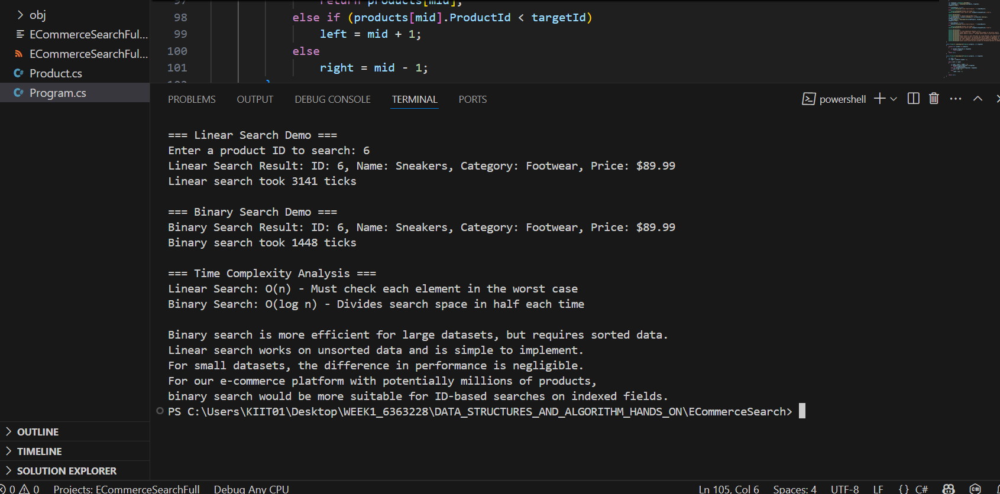 obj
ECommerceSearchFul...
ECommerceSearchFul...
Product.cs
Program.cs
OUTLINE
TIMELINE
SOLUTION EXPLORER
return products[mid];
98 else if (products[mid].ProductId < targetId)
99 left = mid + 1;
100 else
101 right = mid - 1;
PROBLEMS OUTPUT DEBUG CONSOLE TERMINAL PORTS
powershell
=== Linear Search Demo ===
Enter a product ID to search: 6
Linear Search Result: ID: 6, Name: Sneakers, Category: Footwear, Price: $89.99
Linear search took 3141 ticks
=== Binary Search Demo ===
Binary Search Result: ID: 6, Name: Sneakers, Category: Footwear, Price: $89.99
Binary search took 1448 ticks
=== Time Complexity Analysis ===
Linear Search: O(n) - Must check each element in the worst case
Binary Search: O(log n) - Divides search space in half each time
Binary search is more efficient for large datasets, but requires sorted data.
Linear search works on unsorted data and is simple to implement.
For small datasets, the difference in performance is negligible.
For our e-commerce platform with potentially millions of products,
binary search would be more suitable for ID-based searches on indexed fields.
PS C:\Users\KIIT01\Desktop\WEEK1_6363228\DATA_STRUCTURES_AND_ALGORITHM_HANDS_ON\ECommerceSearch>
0 0 Projects: ECommerceSearchFull Debug Any CPU Ln 105, Col 6 Spaces: 4 UTF-8 LF {} C#